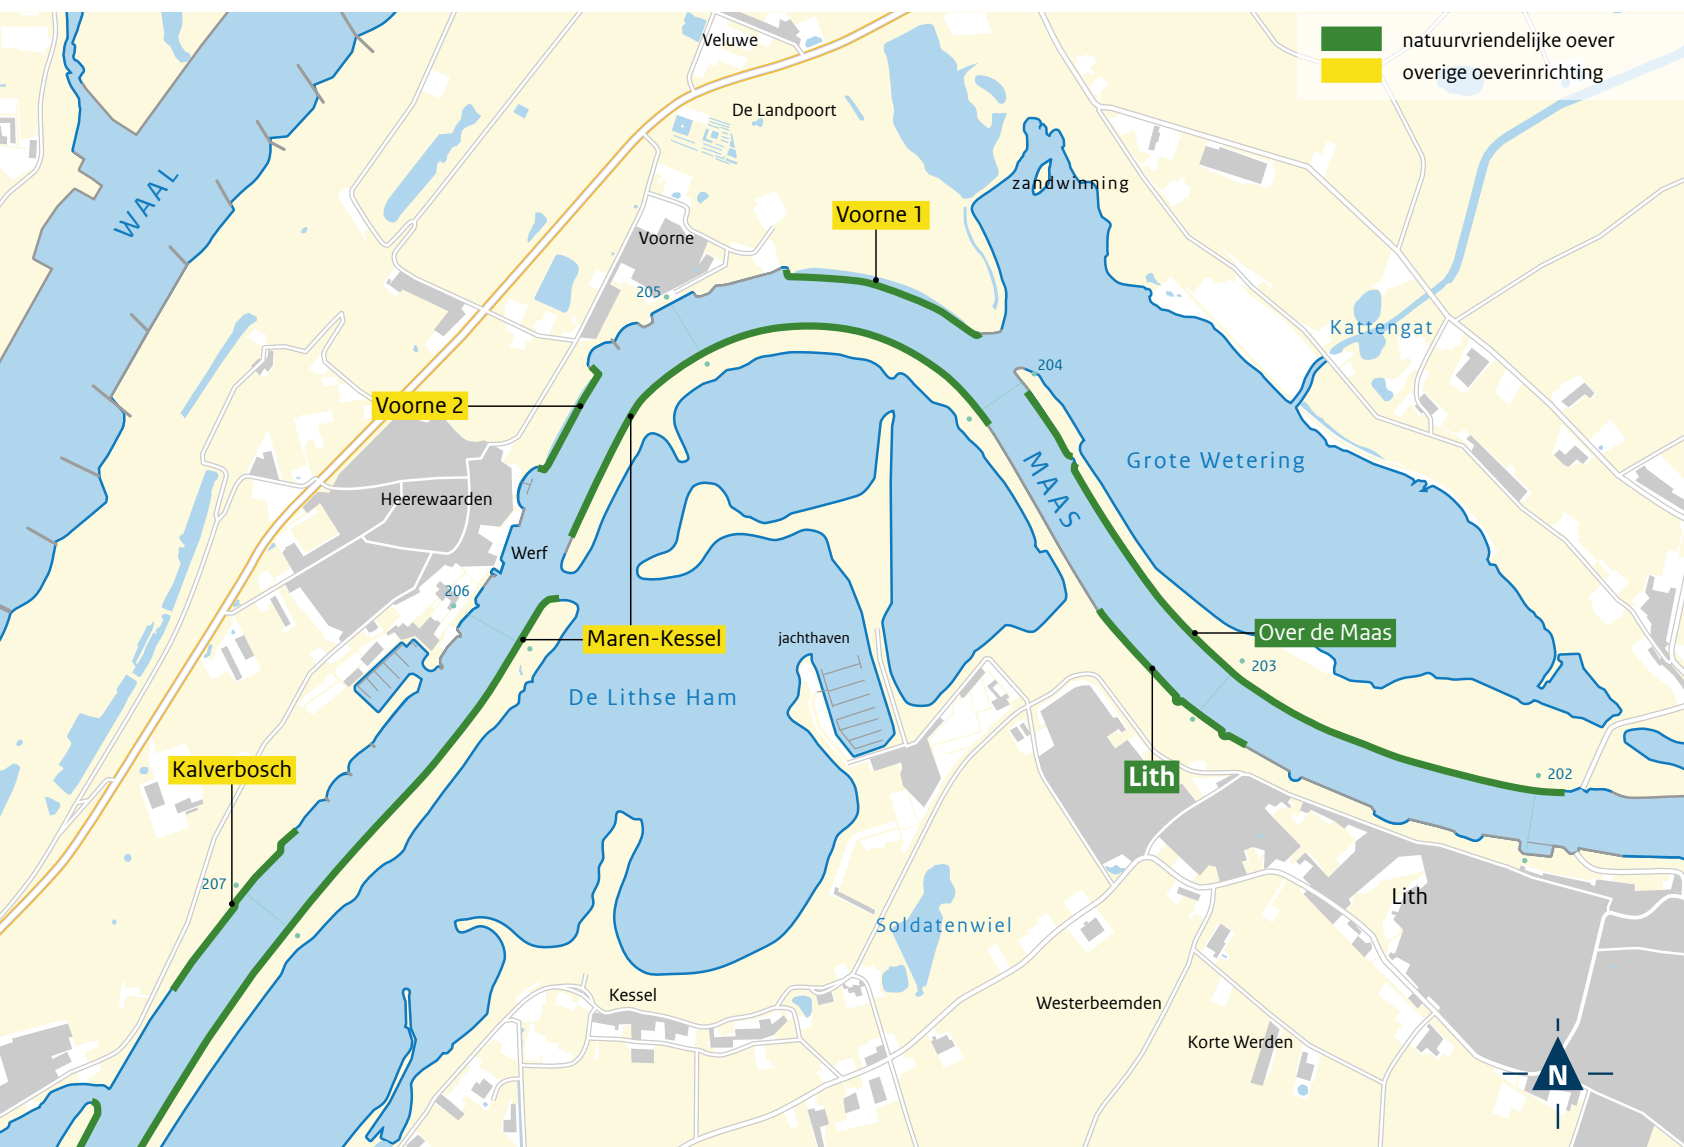 natuurvriendelijke oever
overige oeverinrichting
Veluwe
De Landpoort
zandwinning
WAAL
Voorne 1
Voorne
205
Kattengat
204
Voorne 2
MAAS
Grote Wetering
Heerewaarden
Werf
206
Maren-Kessel
jachthaven
Over de Maas
203
De Lithse Ham
Kalverbosch
Lith
202
207
Lith
Soldatenwiel
Kessel
Westerbeemden
Korte Werden
N